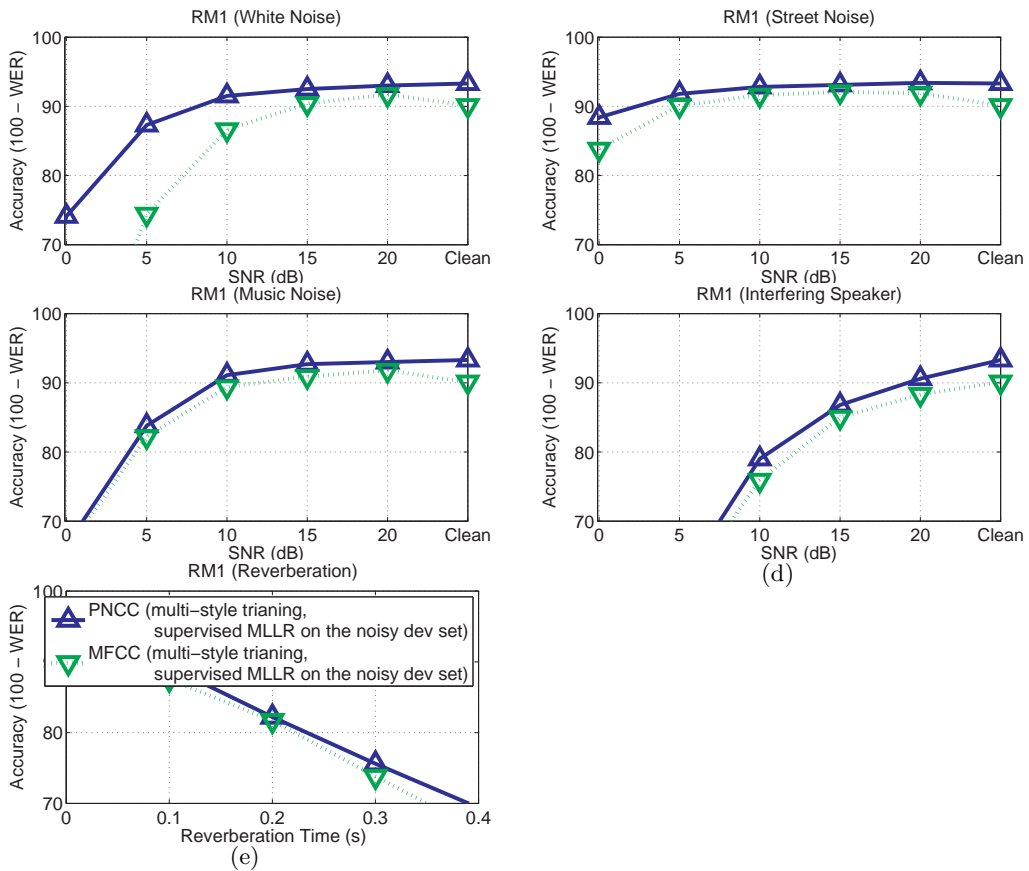 RM1 (White Noise)
100
90
80
70
Accuracy (100 − WER)
0 5 10 15 20 Clean
SNR (dB)
RM1 (Street Noise)
100
90
80
70
Accuracy (100 − WER)
0 5 10 15 20 Clean
SNR (dB)
RM1 (Music Noise)
100
90
80
70
Accuracy (100 − WER)
0 5 10 15 20 Clean
SNR (dB)
RM1 (Interfering Speaker)
100
90
80
70
Accuracy (100 − WER)
0 5 10 15 20 Clean
SNR (dB)
(d)
RM1 (Reverberation)
100
80
70
Accuracy (100 − WER)
PNCC (multi−style trianing,
supervised MLLR on the noisy dev set)
MFCC (multi−style trianing,
supervised MLLR on the noisy dev set)
0 0.1 0.2 0.3 0.4
Reverberation Time (s)
(e)